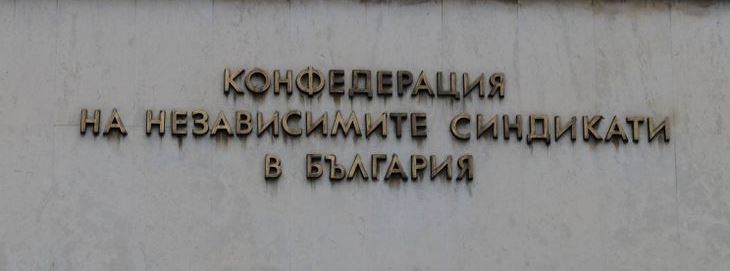 КОНФЕДЕРАЦИЯ
НА НЕЗАВИСИМИТЕ СИНДИКАТИ
В БЪЛГАРИЯ